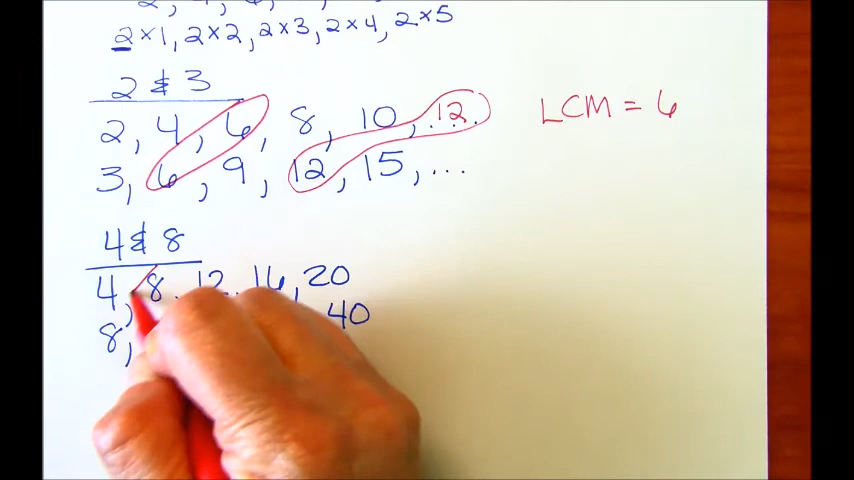 2×1, 2×2, 2×3, 2×4, 2×5
2 & 3
2, 4, 6, 8, 10, 12...
LCM = 6
3, 6, 9, 12, 15, ...
4 & 8
4, 8, 12, 16, 20
8, 40